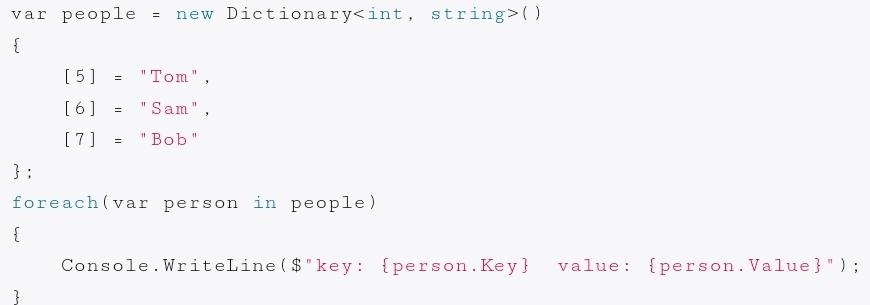 var people = new Dictionary<int, string>()
{
    [5] = "Tom",
    [6] = "Sam",
    [7] = "Bob"
};
foreach(var person in people)
{
    Console.WriteLine($"key: {person.Key}  value: {person.Value}");
}